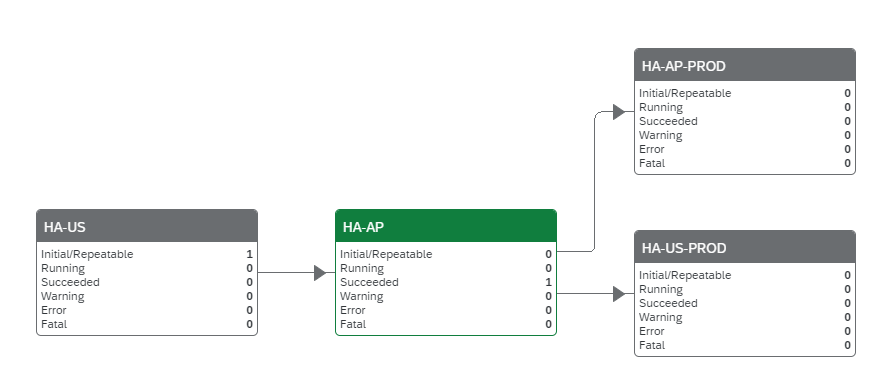 HA-AP-PROD
Initial/Repeatable 0
Running 0
Succeeded 0
Warning 0
Error 0
Fatal 0
HA-US
Initial/Repeatable 1
Running 0
Succeeded 0
Warning 0
Error 0
Fatal 0
HA-AP
Initial/Repeatable 0
Running 0
Succeeded 1
Warning 0
Error 0
Fatal 0
HA-US-PROD
Initial/Repeatable 0
Running 0
Succeeded 0
Warning 0
Error 0
Fatal 0